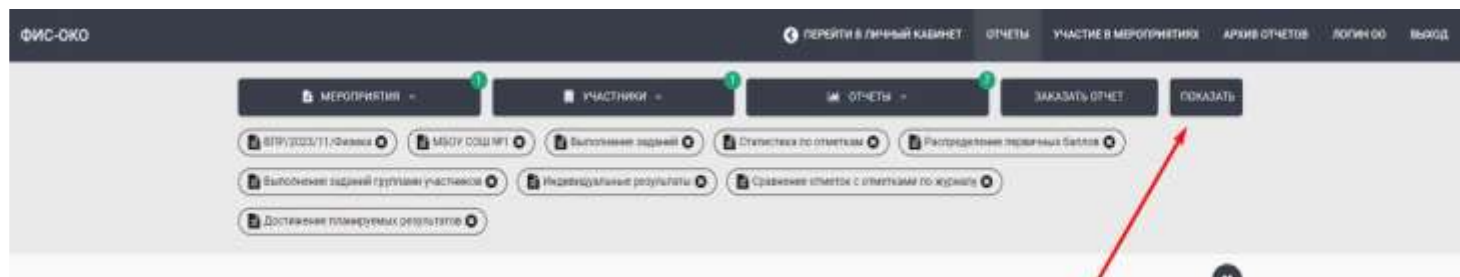 ФИС-ОКО ПЕРЕЙТИ В ЛИЧНЫЙ КАБИНЕТ ОТЧЕТЫ УЧАСТИЕ В МЕРОПРИЯТИЯХ АРХИВ ОТЧЕТОВ ЛОГИН ОО ВЫХОД
МЕРОПРИЯТИЯ 1 УЧАСТНИКИ 1 ОТЧЕТЫ 7 ЗАКАЗАТЬ ОТЧЕТ ПОКАЗАТЬ
ВПР/2023/11/Физика МБОУ СОШ №1 Выполнение заданий Статистика по отметкам Распределение первичных баллов
Выполнение заданий группами участников Индивидуальные результаты Сравнение отметок с отметками по журналу
Достижение планируемых результатов